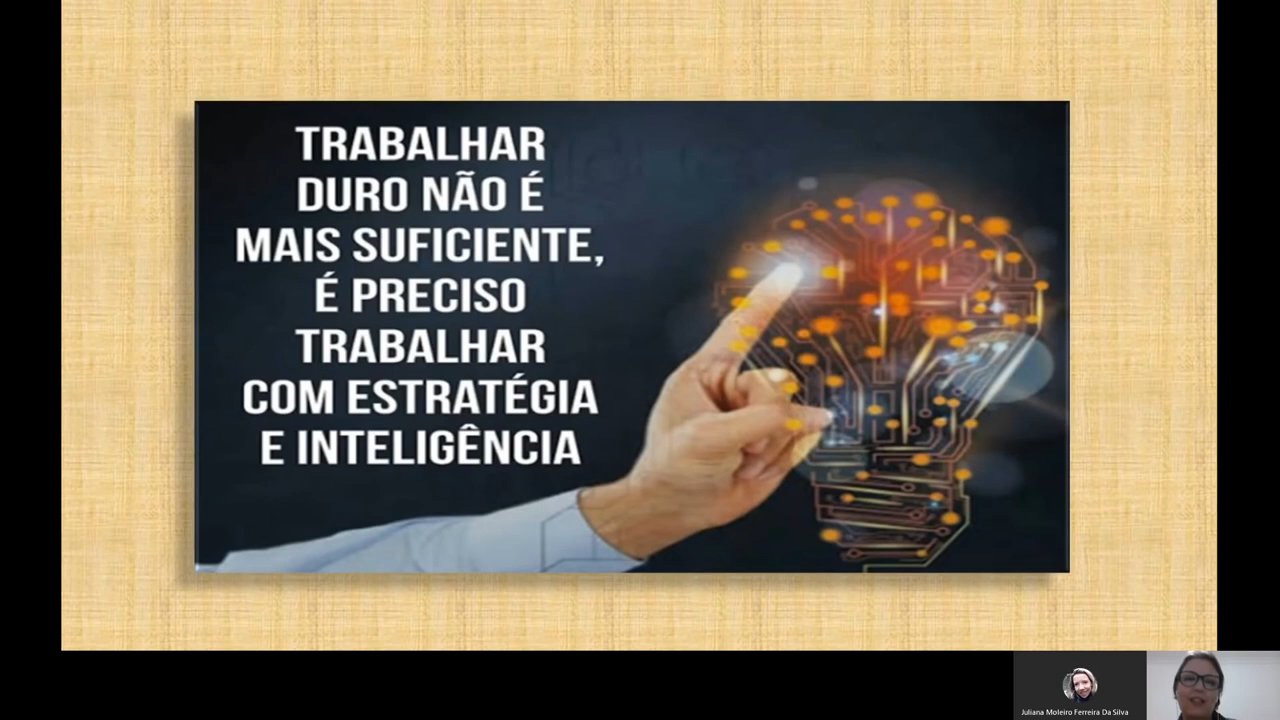 TRABALHAR
DURO NÃO É
MAIS SUFICIENTE,
É PRECISO
TRABALHAR
COM ESTRATÉGIA
E INTELIGÊNCIA
Juliana Moleiro Ferreira Da Silva